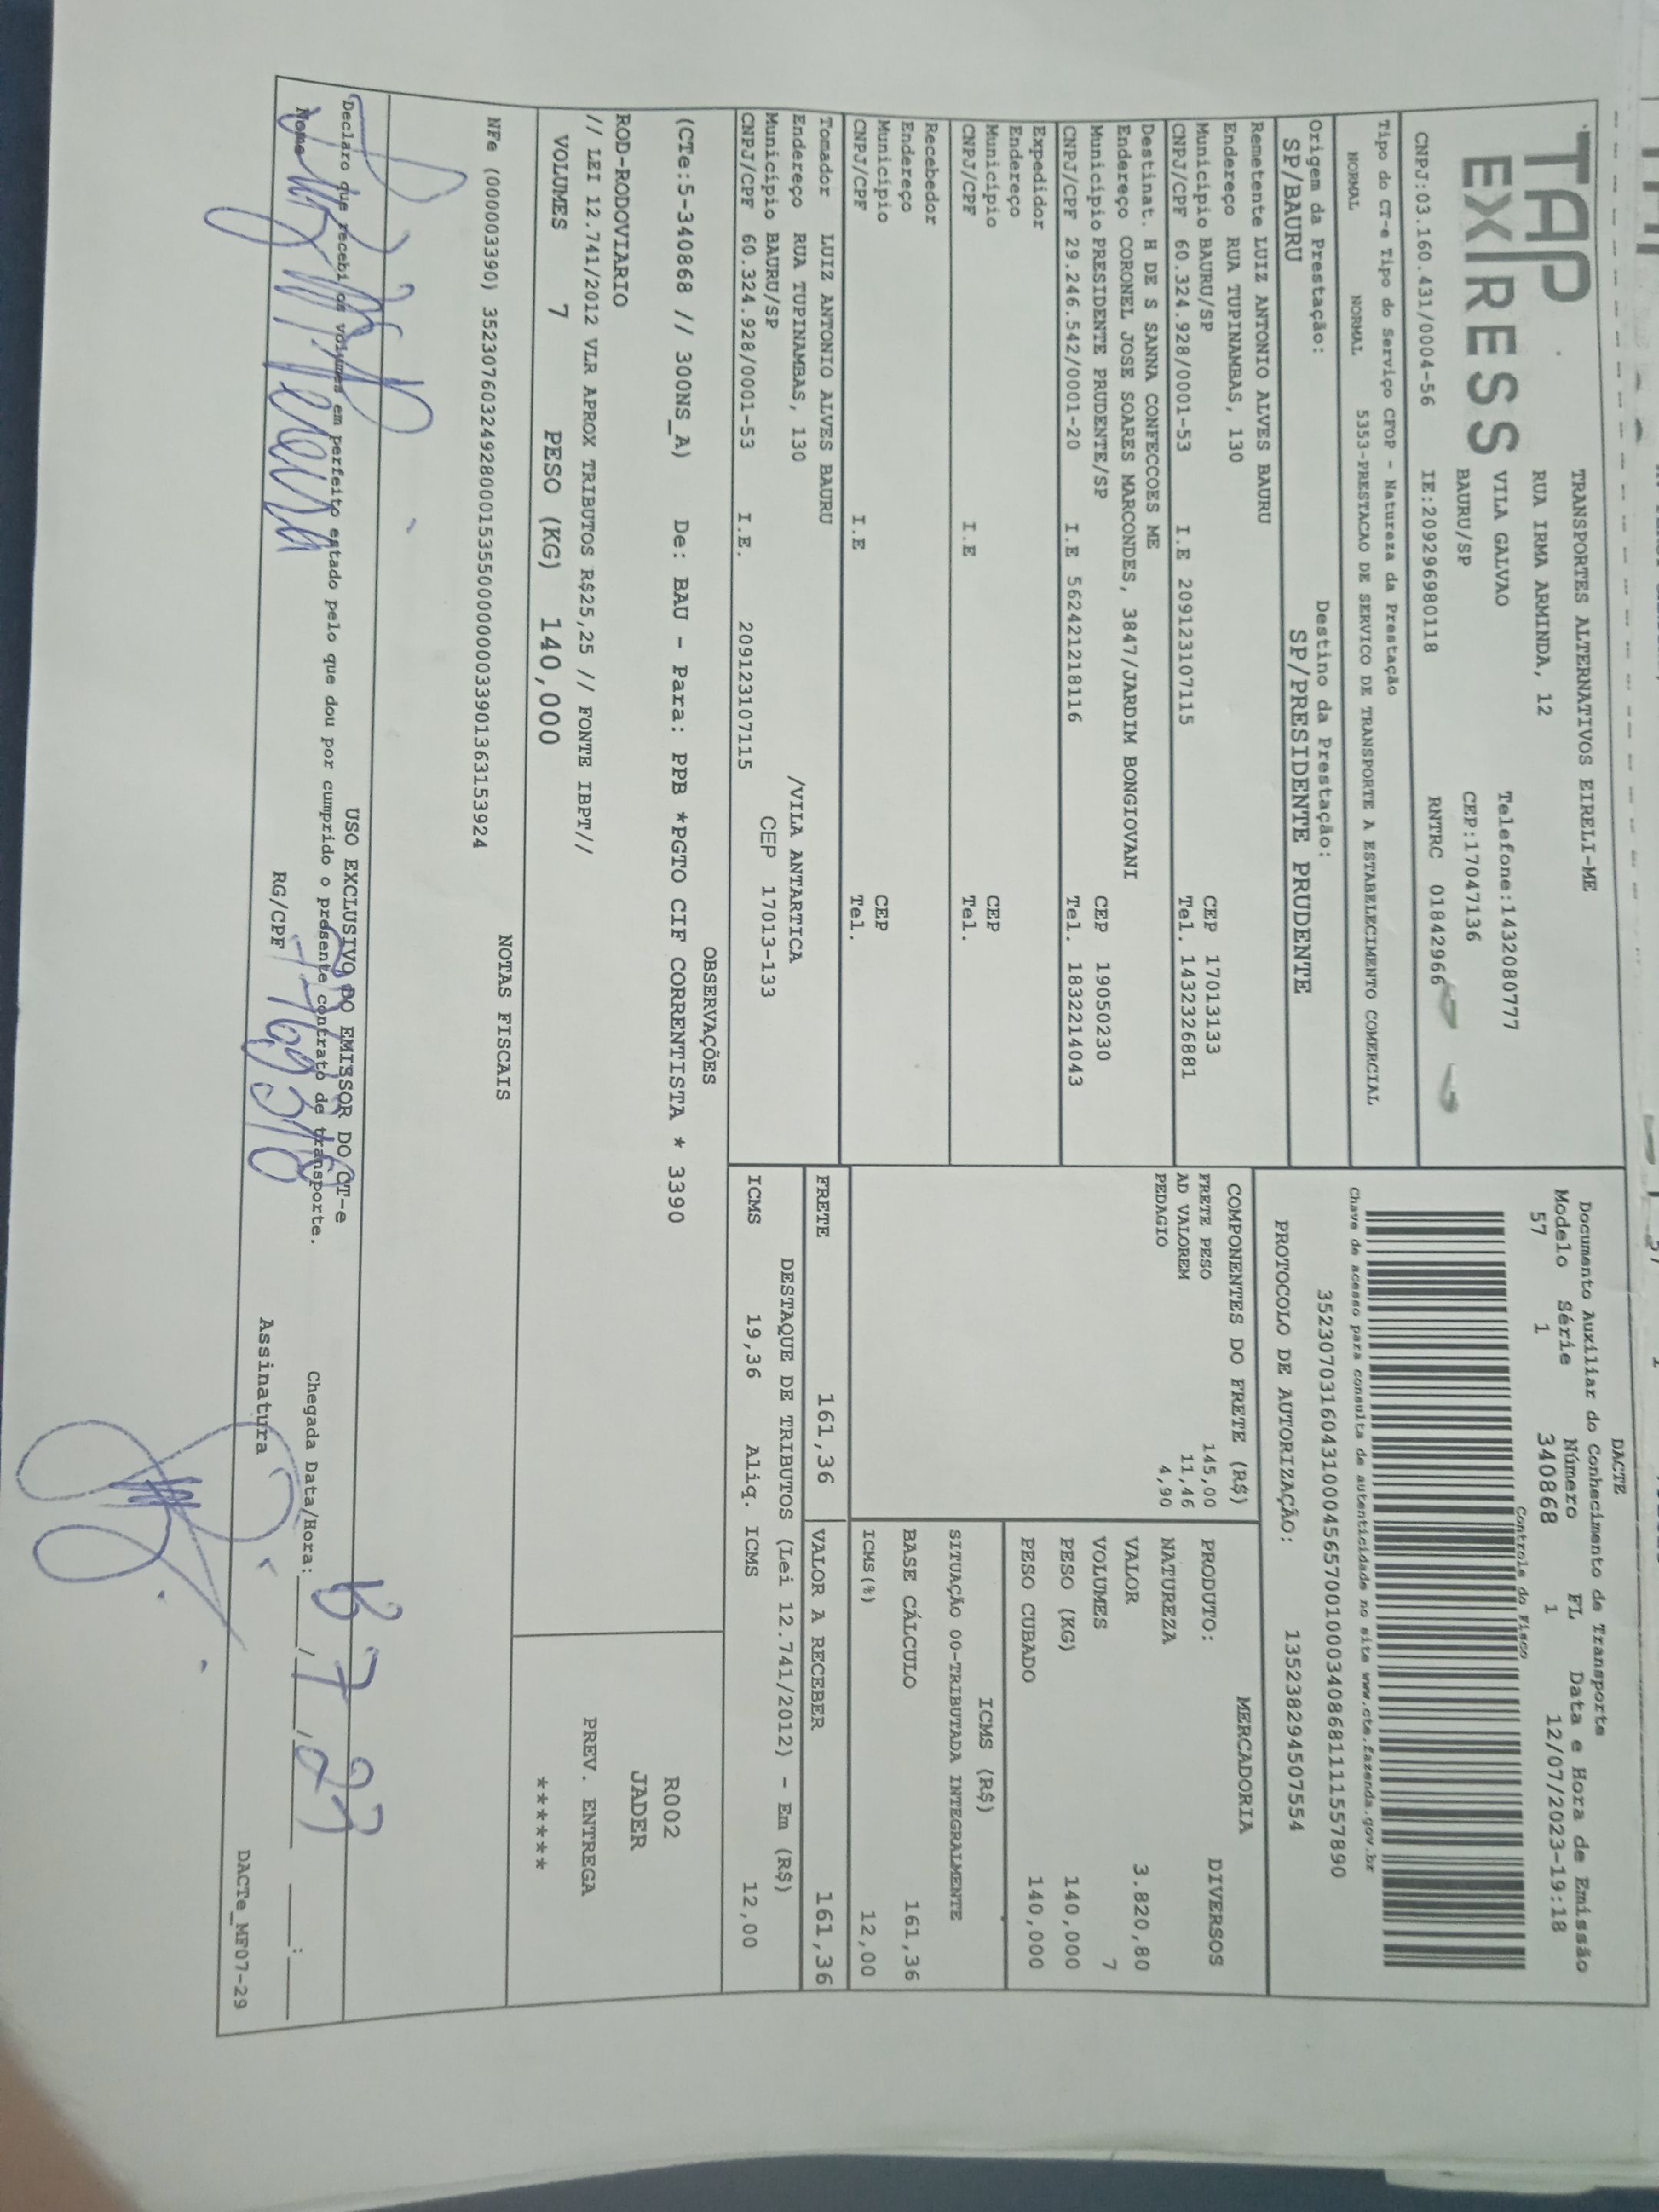 TAP
EXPRESS
TRANSPORTES ALTERNATIVOS EIRELI-ME
RUA IRMA ARMINDA, 12
VILA GALVAO Telefone:1432080777
BAURU/SP CEP:17047136
CNPJ:03.160.431/0004-56 IE:209296980118 RNTRC 01842966
DACTE
Documento Auxiliar do Conhecimento de Transporte
Modelo Série Número FL Data e Hora de Emissão
57 1 340868 1 12/07/2023-19:18
Controle do Fisco
Chave de acesso para consulta de autenticidade no site www.cte.fazenda.gov.br
35230703160431000456570010003408681111557890
PROTOCOLO DE AUTORIZAÇÃO: 135238294507554
Tipo do CT-e Tipo do Serviço CFOP - Natureza da Prestação
NORMAL NORMAL 5353-PRESTACAO DE SERVICO DE TRANSPORTE A ESTABELECIMENTO COMERCIAL
Origem da Prestação: Destino da Prestação:
SP/BAURU SP/PRESIDENTE PRUDENTE
Remetente LUIZ ANTONIO ALVES BAURU
Endereço RUA TUPINAMBAS, 130
Município BAURU/SP CEP 17013133
CNPJ/CPF 60.324.928/0001-53 I.E 209123107115 Tel. 1432326881
Destinat. H DE S SANNA CONFECCOES ME
Endereço CORONEL JOSE SOARES MARCONDES, 3847/JARDIM BONGIOVANI
Município PRESIDENTE PRUDENTE/SP CEP 19050230
CNPJ/CPF 29.246.542/0001-20 I.E 562421218116 Tel. 1832214043
Expedidor
Endereço
Município CEP
CNPJ/CPF I.E Tel.
Recebedor
Endereço
Município CEP
CNPJ/CPF I.E Tel.
Tomador LUIZ ANTONIO ALVES BAURU
Endereço RUA TUPINAMBAS, 130 /VILA ANTARTICA
Município BAURU/SP CEP 17013-133
CNPJ/CPF 60.324.928/0001-53 I.E. 209123107115
COMPONENTES DO FRETE (R$)
FRETE PESO 145,00
AD VALOREM 11,46
PEDAGIO 4,90
MERCADORIA
PRODUTO: DIVERSOS
NATUREZA
VALOR 3.820,80
VOLUMES 7
PESO (KG) 140,000
PESO CUBADO 140,000
ICMS (R$)
SITUAÇÃO 00-TRIBUTADA INTEGRALMENTE
BASE CÁLCULO 161,36
ICMS(%) 12,00
FRETE 161,36 VALOR A RECEBER 161,36
DESTAQUE DE TRIBUTOS (Lei 12.741/2012) - Em (R$)
ICMS 19,36 Aliq. ICMS 12,00
OBSERVAÇÕES
(CTe:5-340868 // 300NS_A) De: BAU - Para: PPB *PGTO CIF CORRENTISTA * 3390
ROD-RODOVIARIO
// LEI 12.741/2012 VLR APROX TRIBUTOS R$25,25 // FONTE IBPT//
R002
JADER
PREV. ENTREGA
******
VOLUMES 7 PESO (KG) 140,000
NOTAS FISCAIS
NFe (000003390) 35230760324928000153550000000033901363153924
USO EXCLUSIVO DO EMISSOR DO CT-e
Declaro que recebi os volumes em perfeito estado pelo que dou por cumprido o presente contrato de transporte.
Chegada Data/Hora: / 7 / 23 :
Nome RG/CPF Assinatura
DACTe_MF07-29